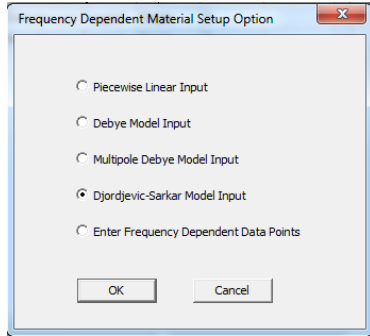 Frequency Dependent Material Setup Option
Piecewise Linear Input
Debye Model Input
Multipole Debye Model Input
Djordjevic-Sarkar Model Input
Enter Frequency Dependent Data Points
OK Cancel